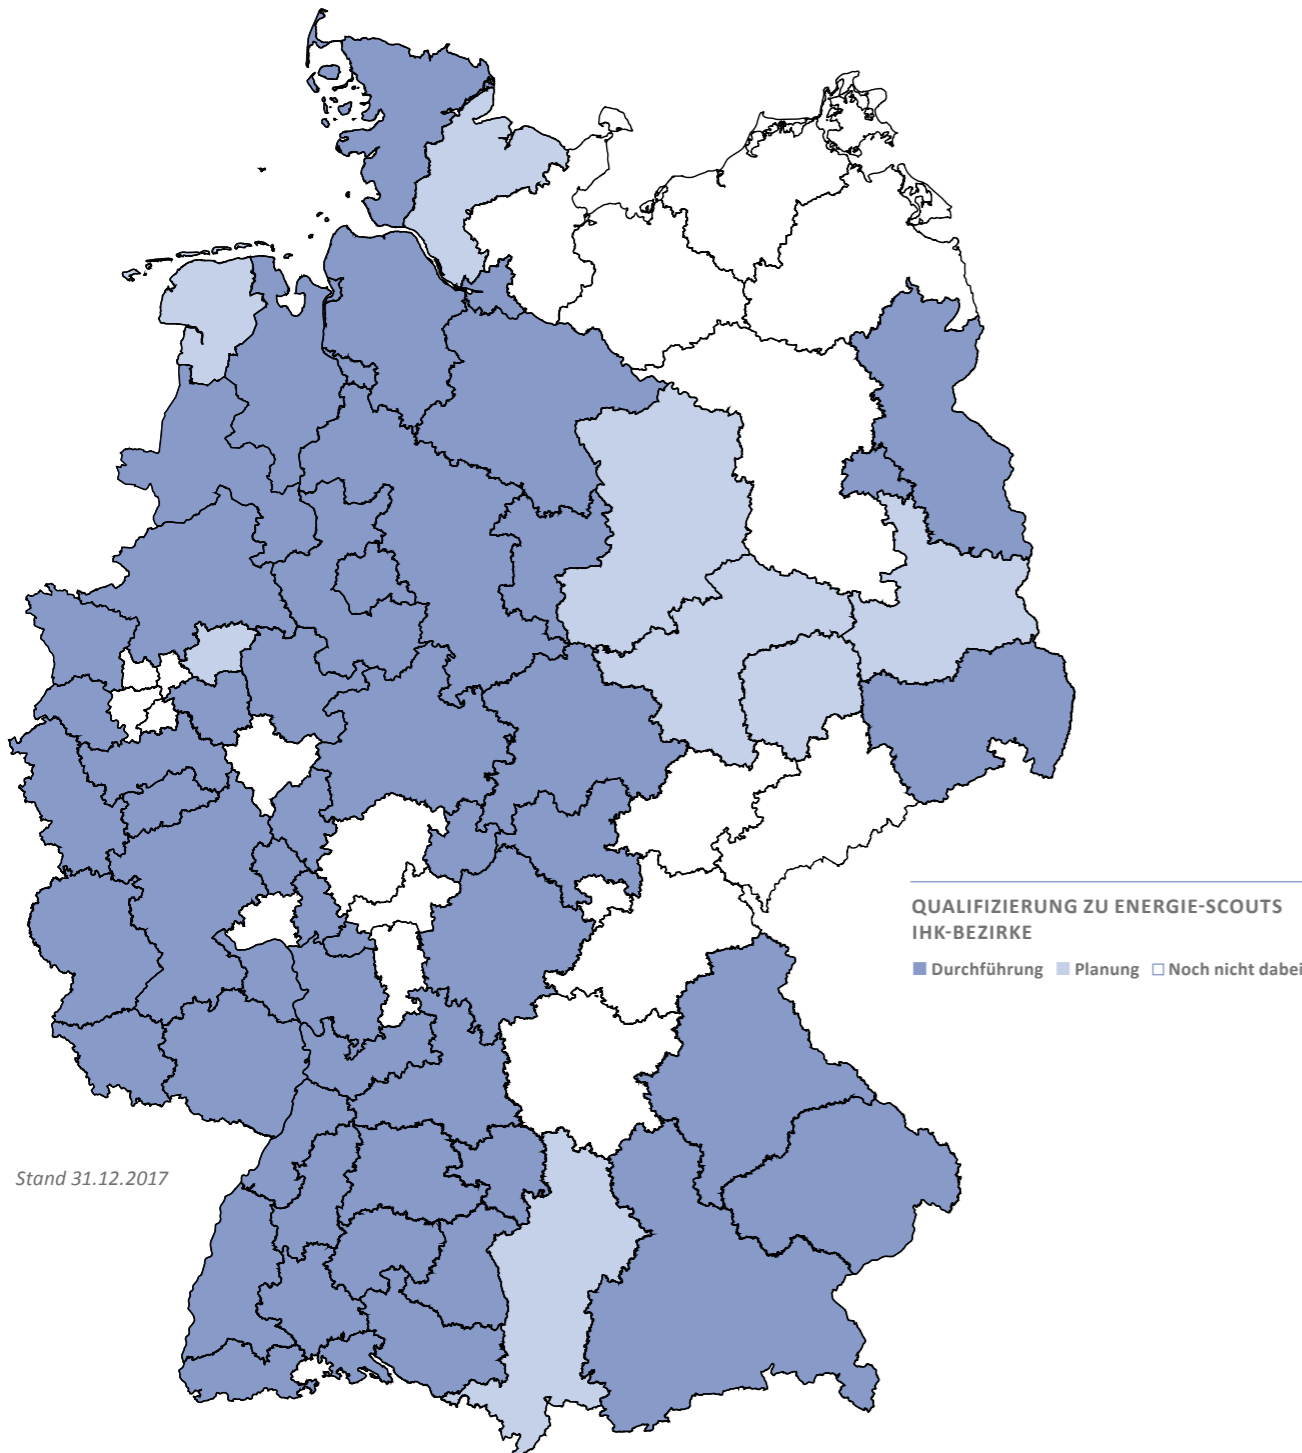 QUALIFIZIERUNG ZU ENERGIE-SCOUTS
IHK-BEZIRKE
Durchführung Planung Noch nicht dabei
Stand 31.12.2017